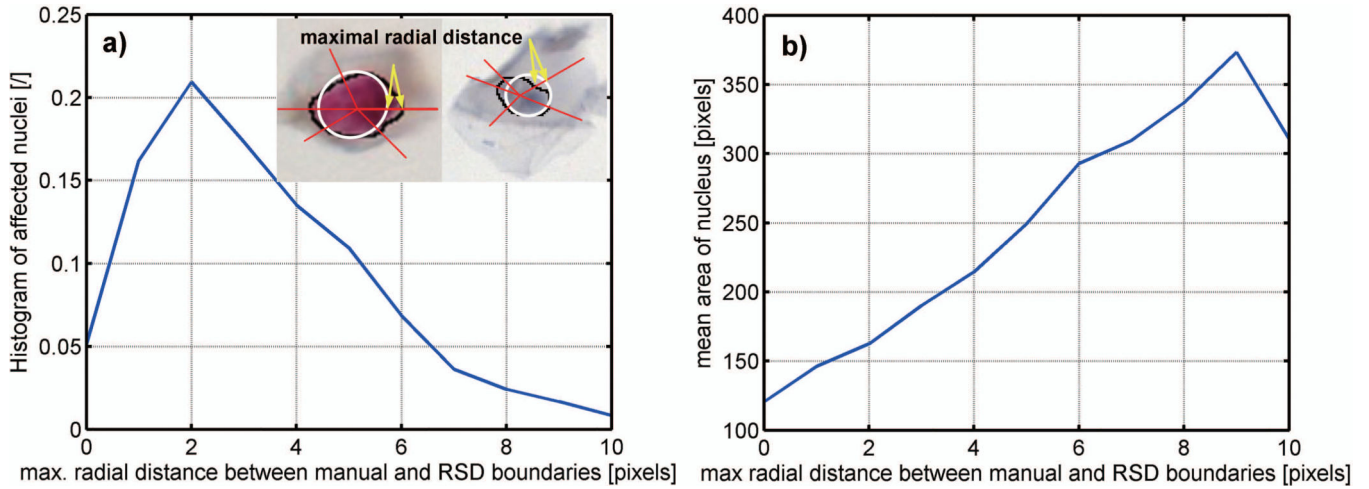 a)
maximal radial distance
Histogram of affected nuclei [/]
0.25
0.2
0.15
0.1
0.05
0
0 2 4 6 8 10
max. radial distance between manual and RSD boundaries [pixels]
b)
mean area of nucleus [pixels]
400
350
300
250
200
150
100
0 2 4 6 8 10
max radial distance between manual and RSD boundaries [pixels]